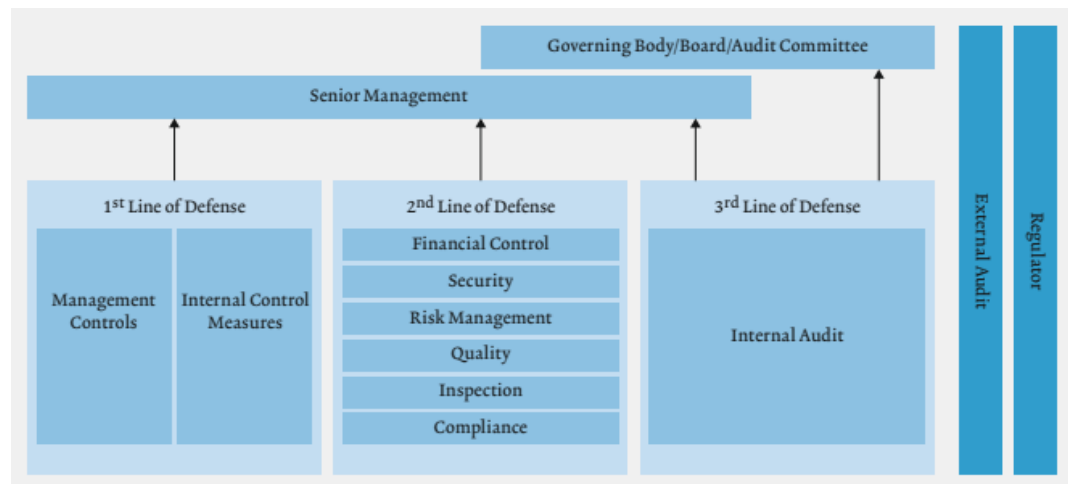 Governing Body/Board/Audit Committee
Senior Management
1st Line of Defense
Management
Controls
Internal Control
Measures
2nd Line of Defense
Financial Control
Security
Risk Management
Quality
Inspection
Compliance
3rd Line of Defense
Internal Audit
External Audit
Regulator